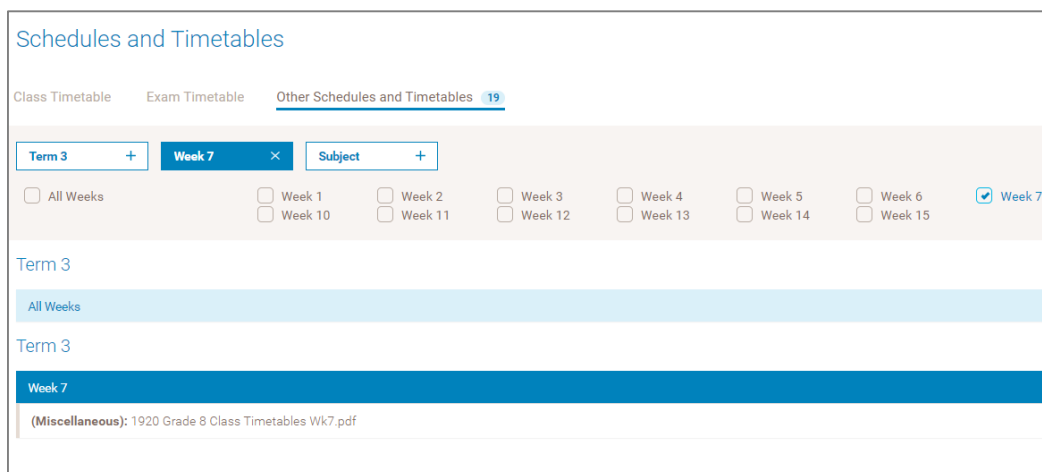 Schedules and Timetables
Class Timetable Exam Timetable Other Schedules and Timetables 19
Term 3 + Week 7 × Subject +
All Weeks Week 1 Week 2 Week 3 Week 4 Week 5 Week 6 Week 7
Week 10 Week 11 Week 12 Week 13 Week 14 Week 15
Term 3
All Weeks
Term 3
Week 7
(Miscellaneous): 1920 Grade 8 Class Timetables Wk7.pdf